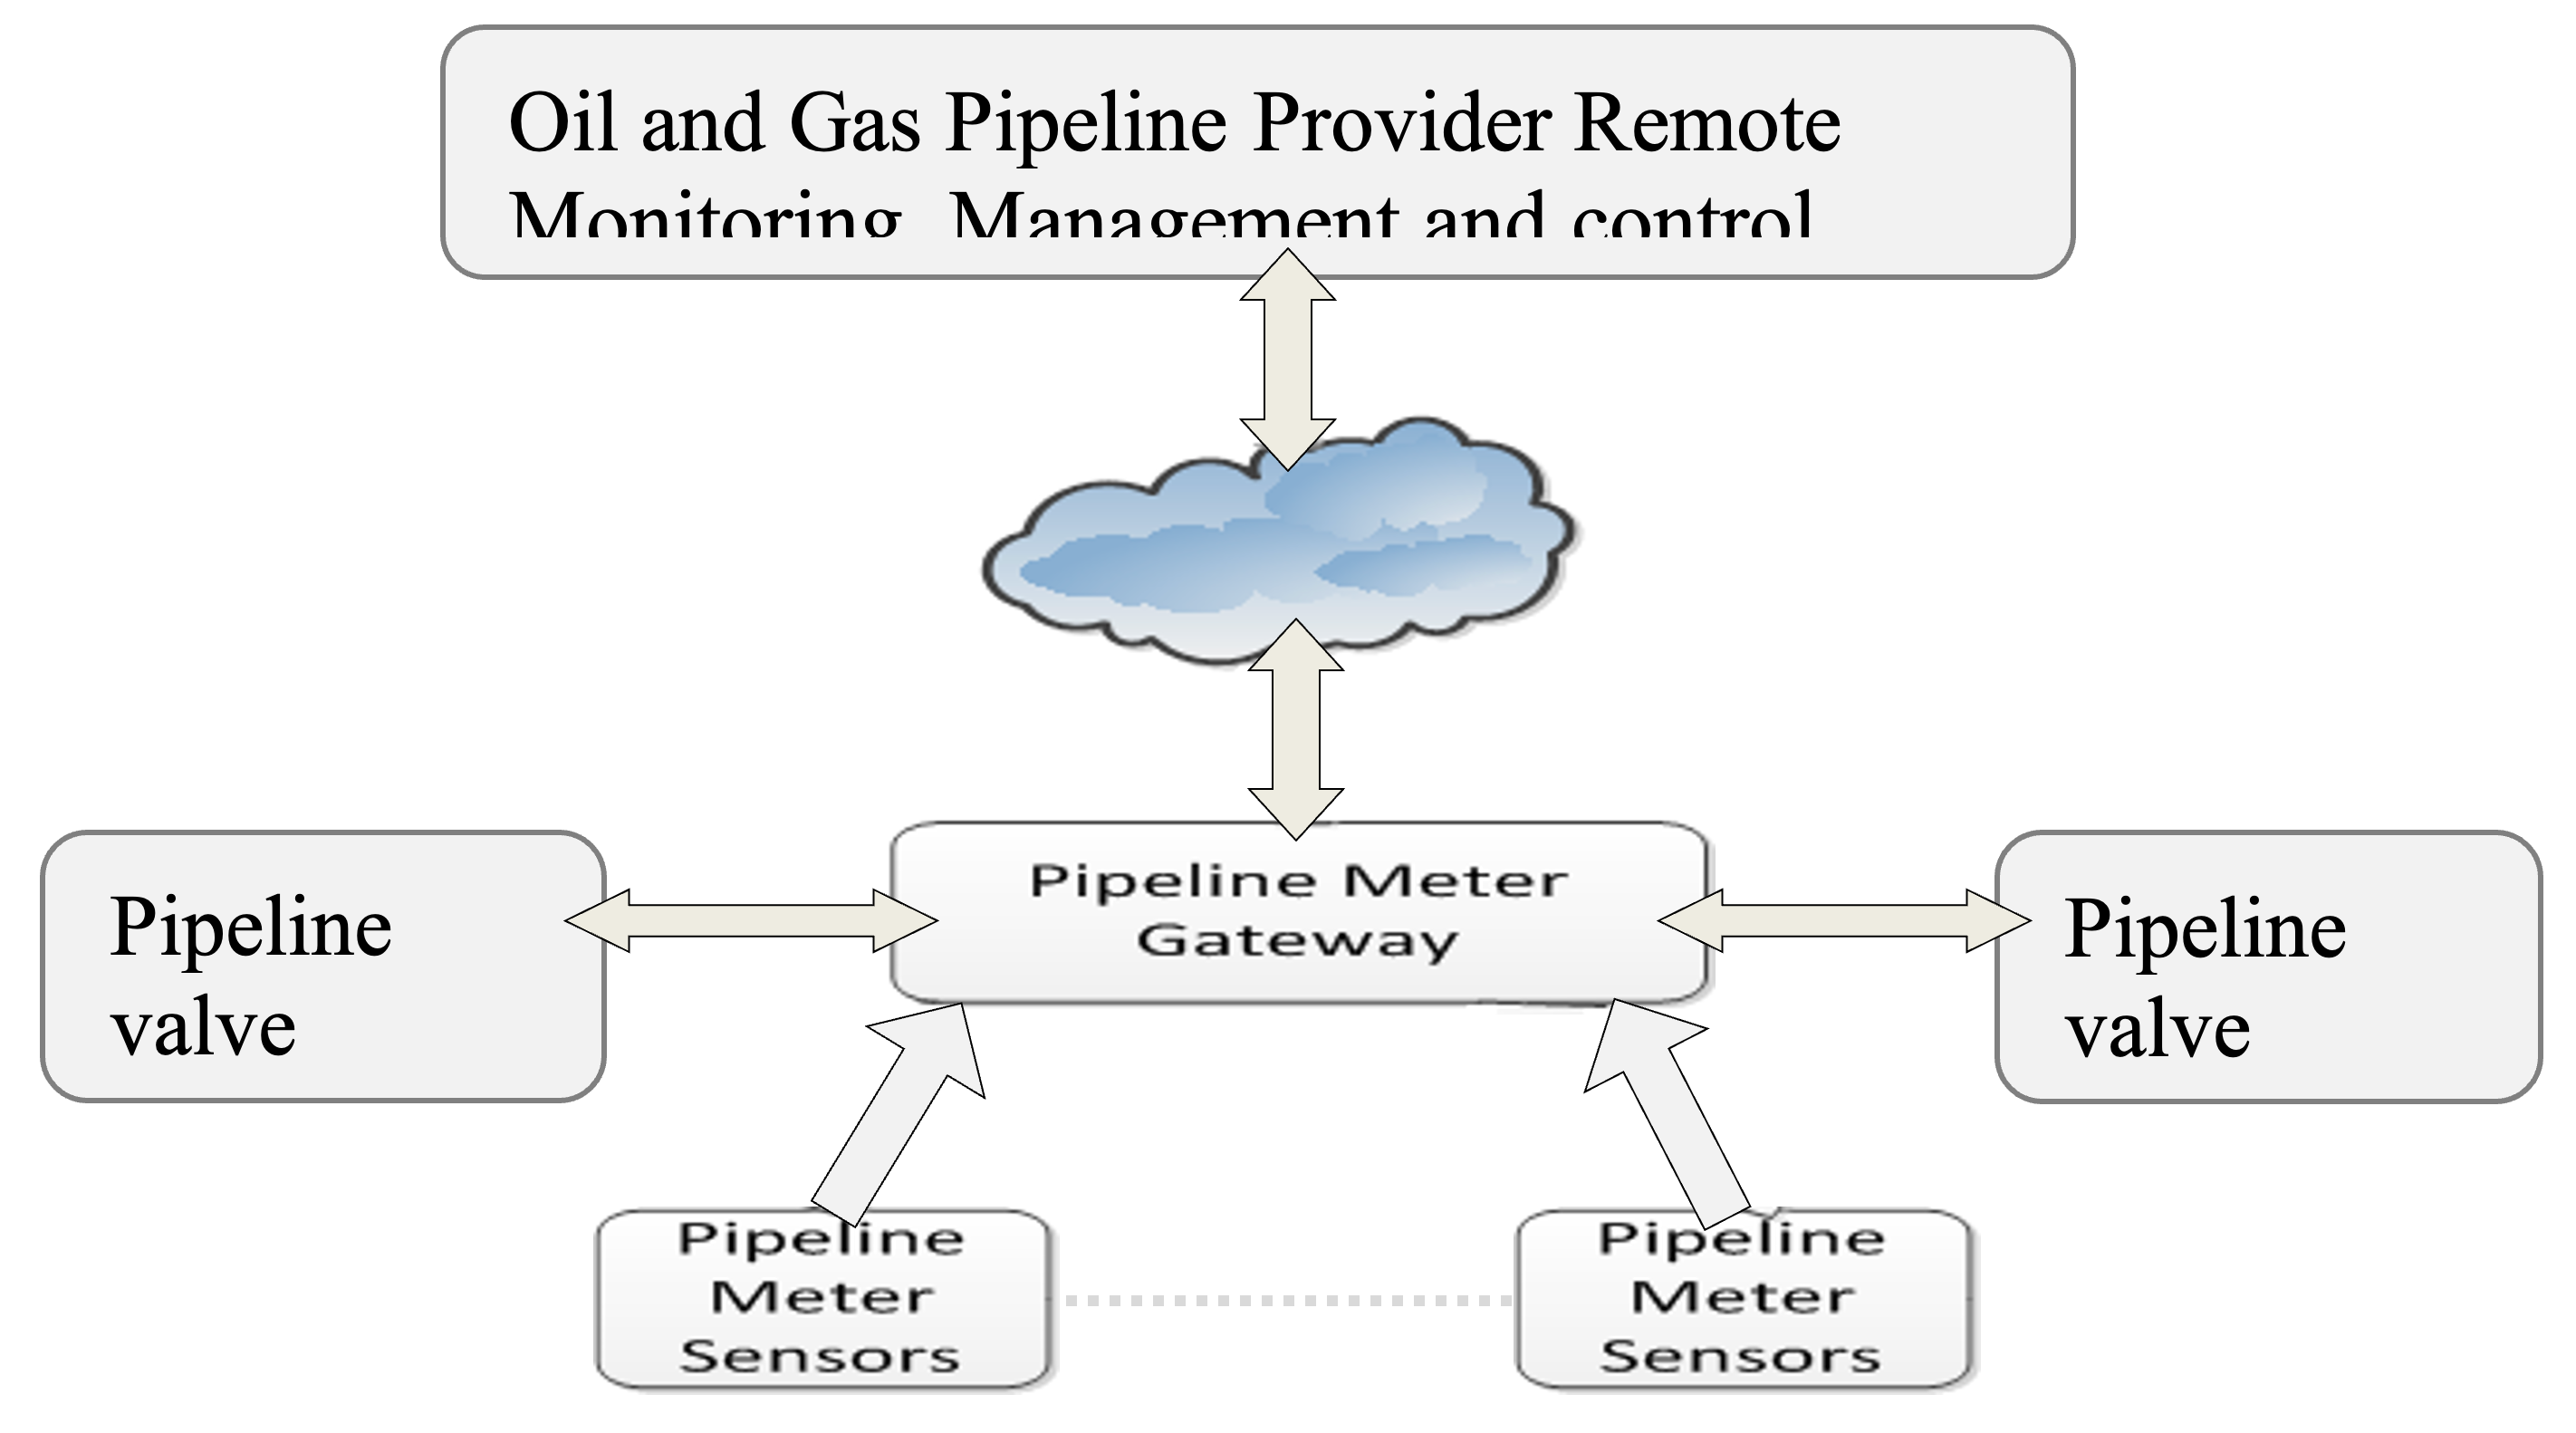 Oil and Gas Pipeline Provider Remote
Monitoring, Management and control
Pipeline Meter
Gateway
Pipeline
valve
Pipeline
valve
Pipeline
Meter
Sensors
Pipeline
Meter
Sensors